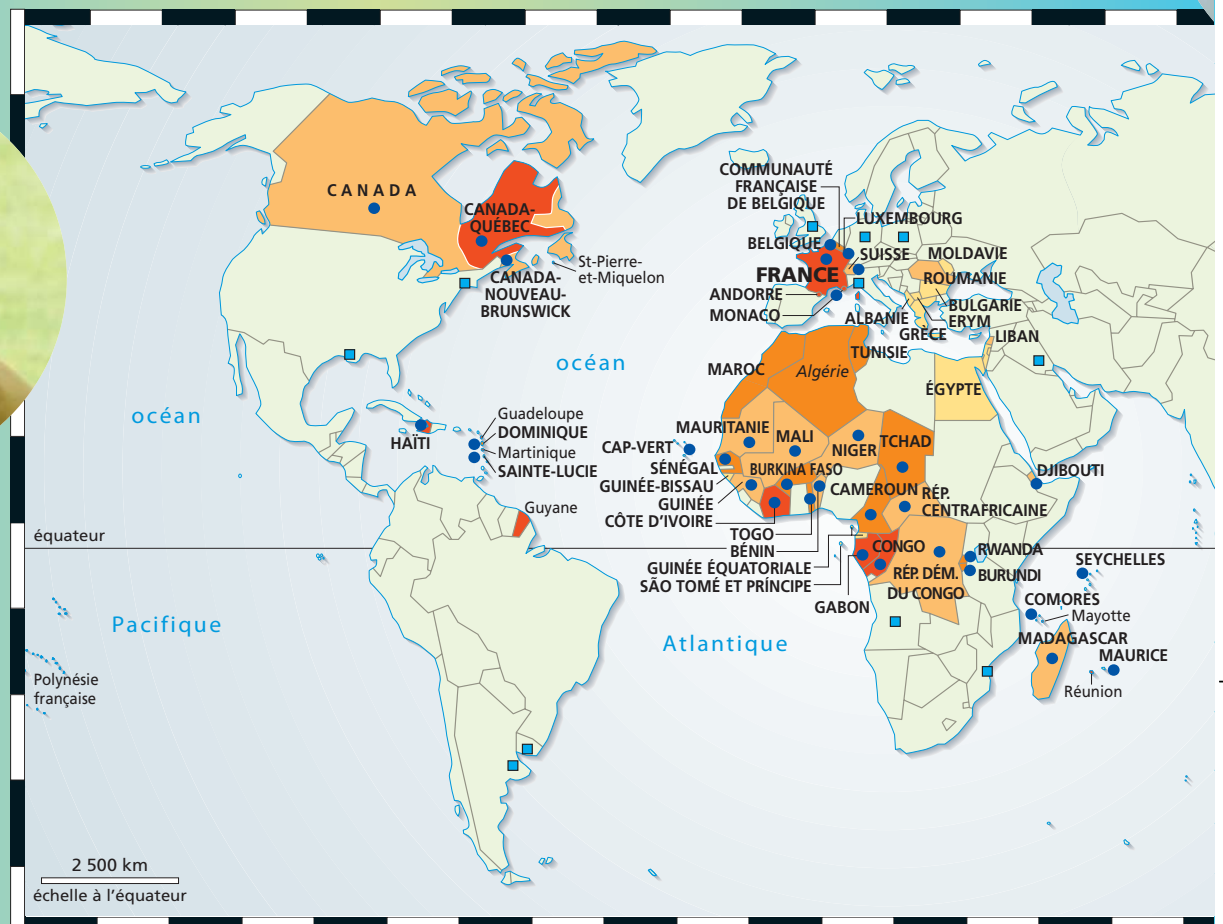 CANADA
CANADA-
QUÉBEC
St-Pierre-
et-Miquelon
CANADA-
NOUVEAU-
BRUNSWICK
COMMUNAUTÉ
FRANÇAISE
DE BELGIQUE
LUXEMBOURG
BELGIQUE
SUISSE
MOLDAVIE
FRANCE
ROUMANIE
ANDORRE
MONACO
BULGARIE
ALBANIE
ERYM
GRÈCE
LIBAN
TUNISIE
MAROC
Algérie
ÉGYPTE
océan
océan
Guadeloupe
DOMINIQUE
HAÏTI
Martinique
SAINTE-LUCIE
MAURITANIE
MALI
CAP-VERT
NIGER
TCHAD
SÉNÉGAL
BURKINA FASO
DJIBOUTI
GUINÉE-BISSAU
CAMEROUN
RÉP.
CENTRAFRICAINE
GUINÉE
CÔTE D'IVOIRE
Guyane
équateur
TOGO
BÉNIN
CONGO
RWANDA
SEYCHELLES
GUINÉE ÉQUATORIALE
SÃO TOMÉ ET PRÍNCIPE
RÉP. DÉM.
DU CONGO
BURUNDI
GABON
COMORES
Mayotte
Pacifique
Atlantique
MADAGASCAR
MAURICE
Réunion
Polynésie
française
2 500 km
échelle à l'équateur